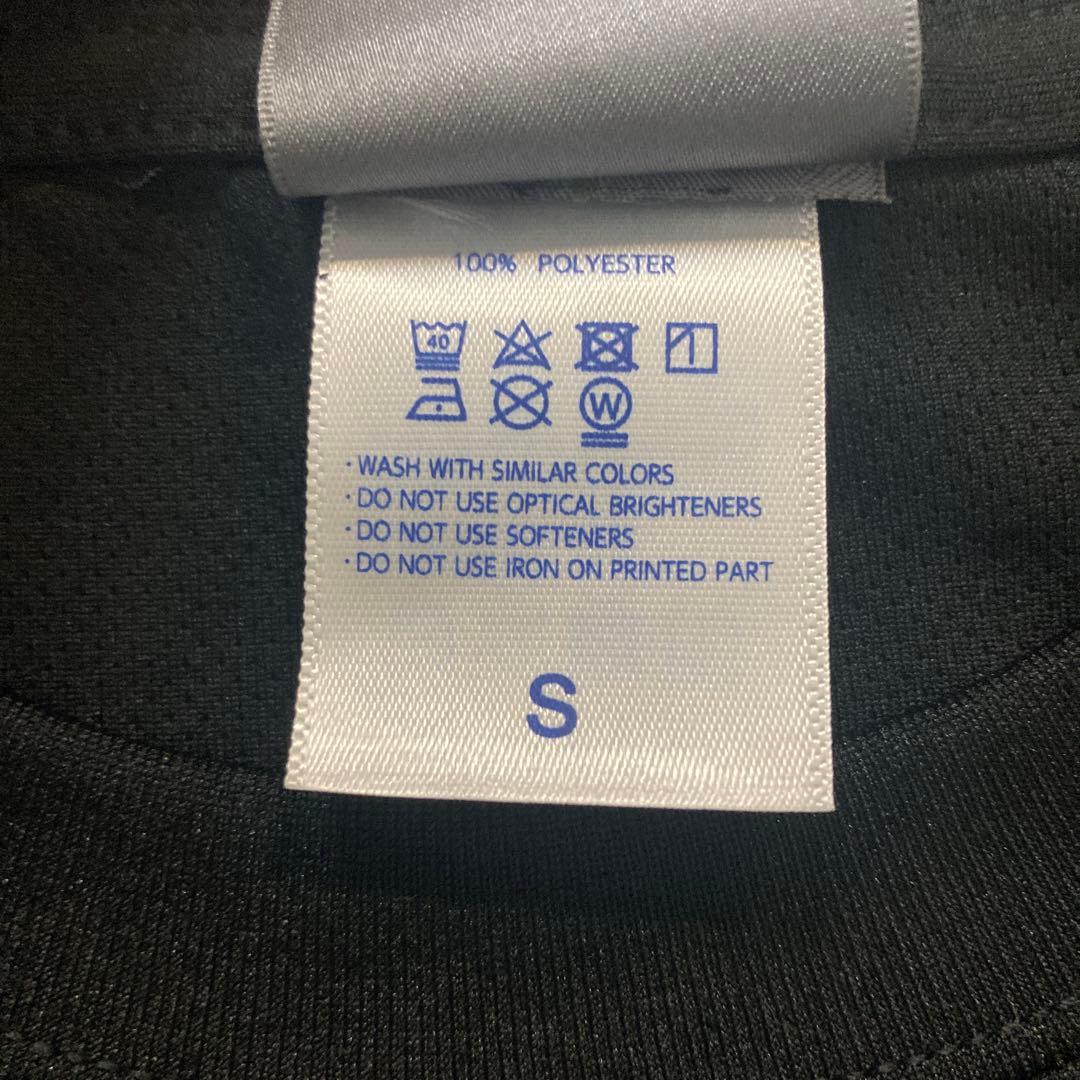 100% POLYESTER
40
W
· WASH WITH SIMILAR COLORS
· DO NOT USE OPTICAL BRIGHTENERS
· DO NOT USE SOFTENERS
· DO NOT USE IRON ON PRINTED PART
S